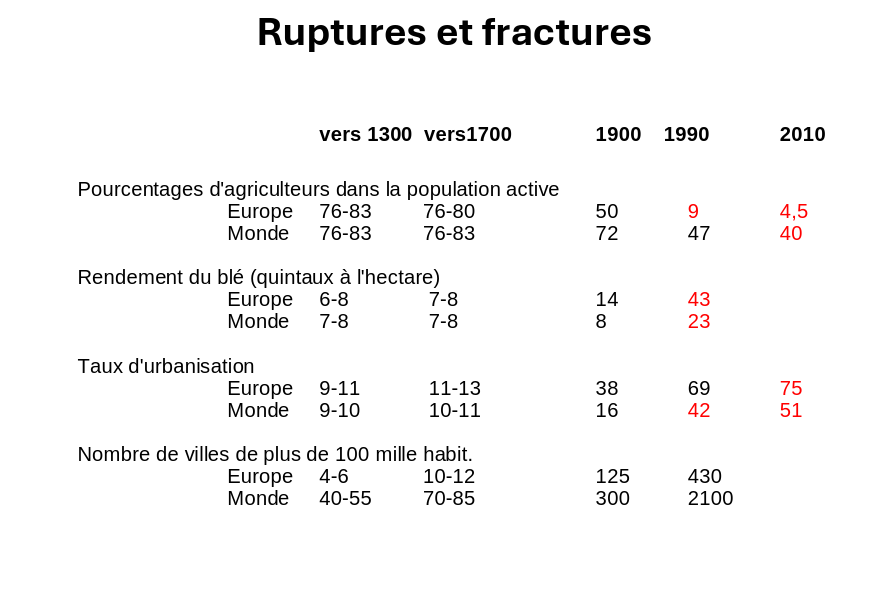 Ruptures et fractures
vers 1300 vers1700 1900 1990 2010
Pourcentages d'agriculteurs dans la population active
Europe 76-83 76-80 50 9 4,5
Monde 76-83 76-83 72 47 40
Rendement du blé (quintaux à l'hectare)
Europe 6-8 7-8 14 43
Monde 7-8 7-8 8 23
Taux d'urbanisation
Europe 9-11 11-13 38 69 75
Monde 9-10 10-11 16 42 51
Nombre de villes de plus de 100 mille habit.
Europe 4-6 10-12 125 430
Monde 40-55 70-85 300 2100